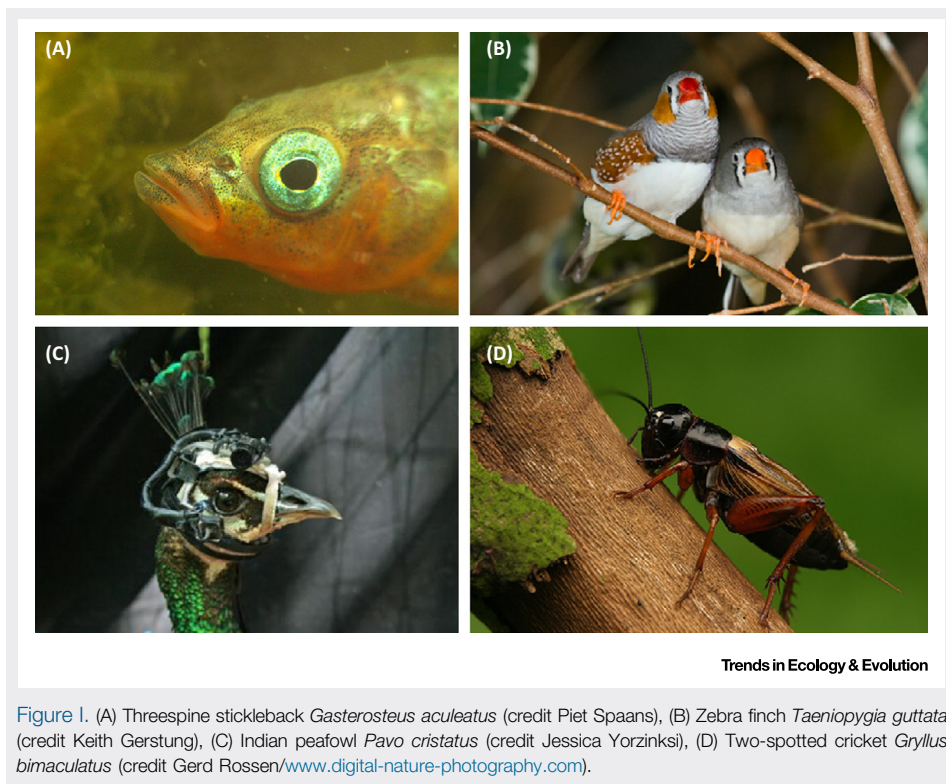 (A)
(B)
(C)
(D)
Trends in Ecology & Evolution
Figure I. (A) Threespine stickleback Gasterosteus aculeatus (credit Piet Spaans), (B) Zebra finch Taeniopygia guttata
(credit Keith Gerstung), (C) Indian peafowl Pavo cristatus (credit Jessica Yorzinksi), (D) Two-spotted cricket Gryllus
bimaculatus (credit Gerd Rossen/www.digital-nature-photography.com).